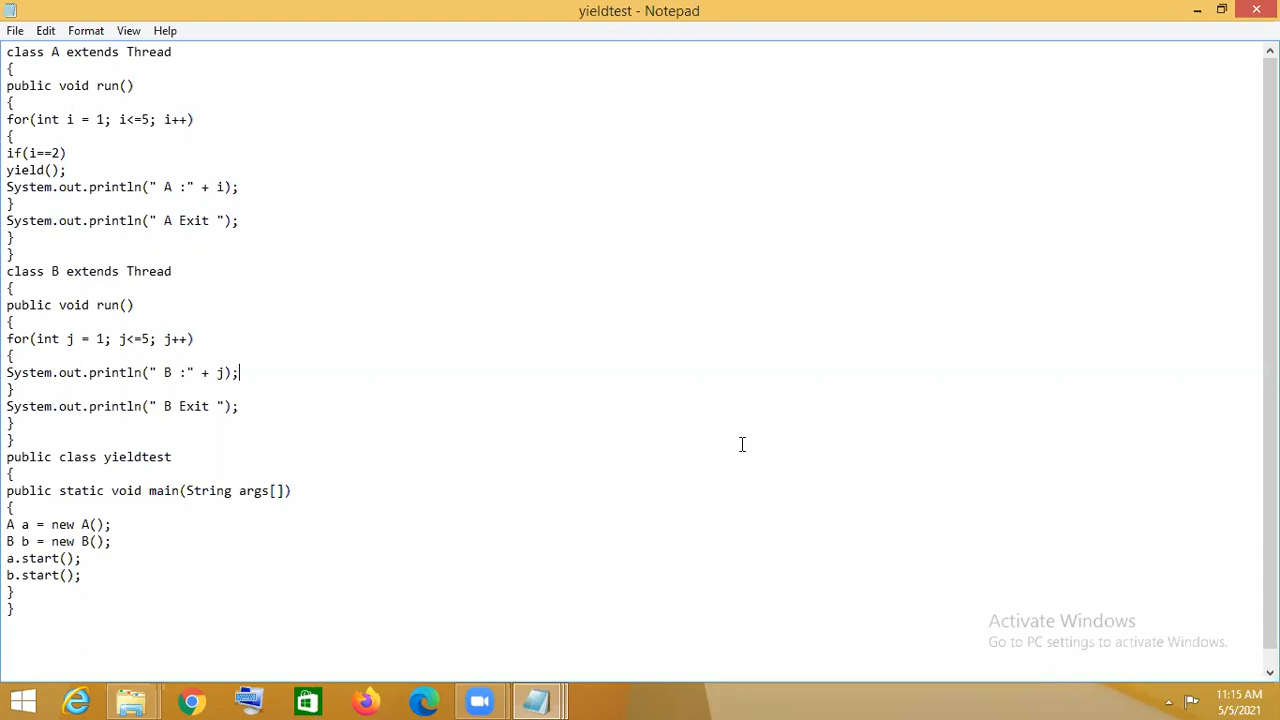 yieldtest - Notepad
File Edit Format View Help
class A extends Thread
{
public void run()
{
for(int i = 1; i<=5; i++)
{
if(i==2)
yield();
System.out.println(" A :" + i);
}
System.out.println(" A Exit ");
}
}
class B extends Thread
{
public void run()
{
for(int j = 1; j<=5; j++)
{
System.out.println(" B :" + j);
}
System.out.println(" B Exit ");
}
}
public class yieldtest
{
public static void main(String args[])
{
A a = new A();
B b = new B();
a.start();
b.start();
}
}
Activate Windows
Go to PC settings to activate Windows.
11:15 AM
5/5/2021